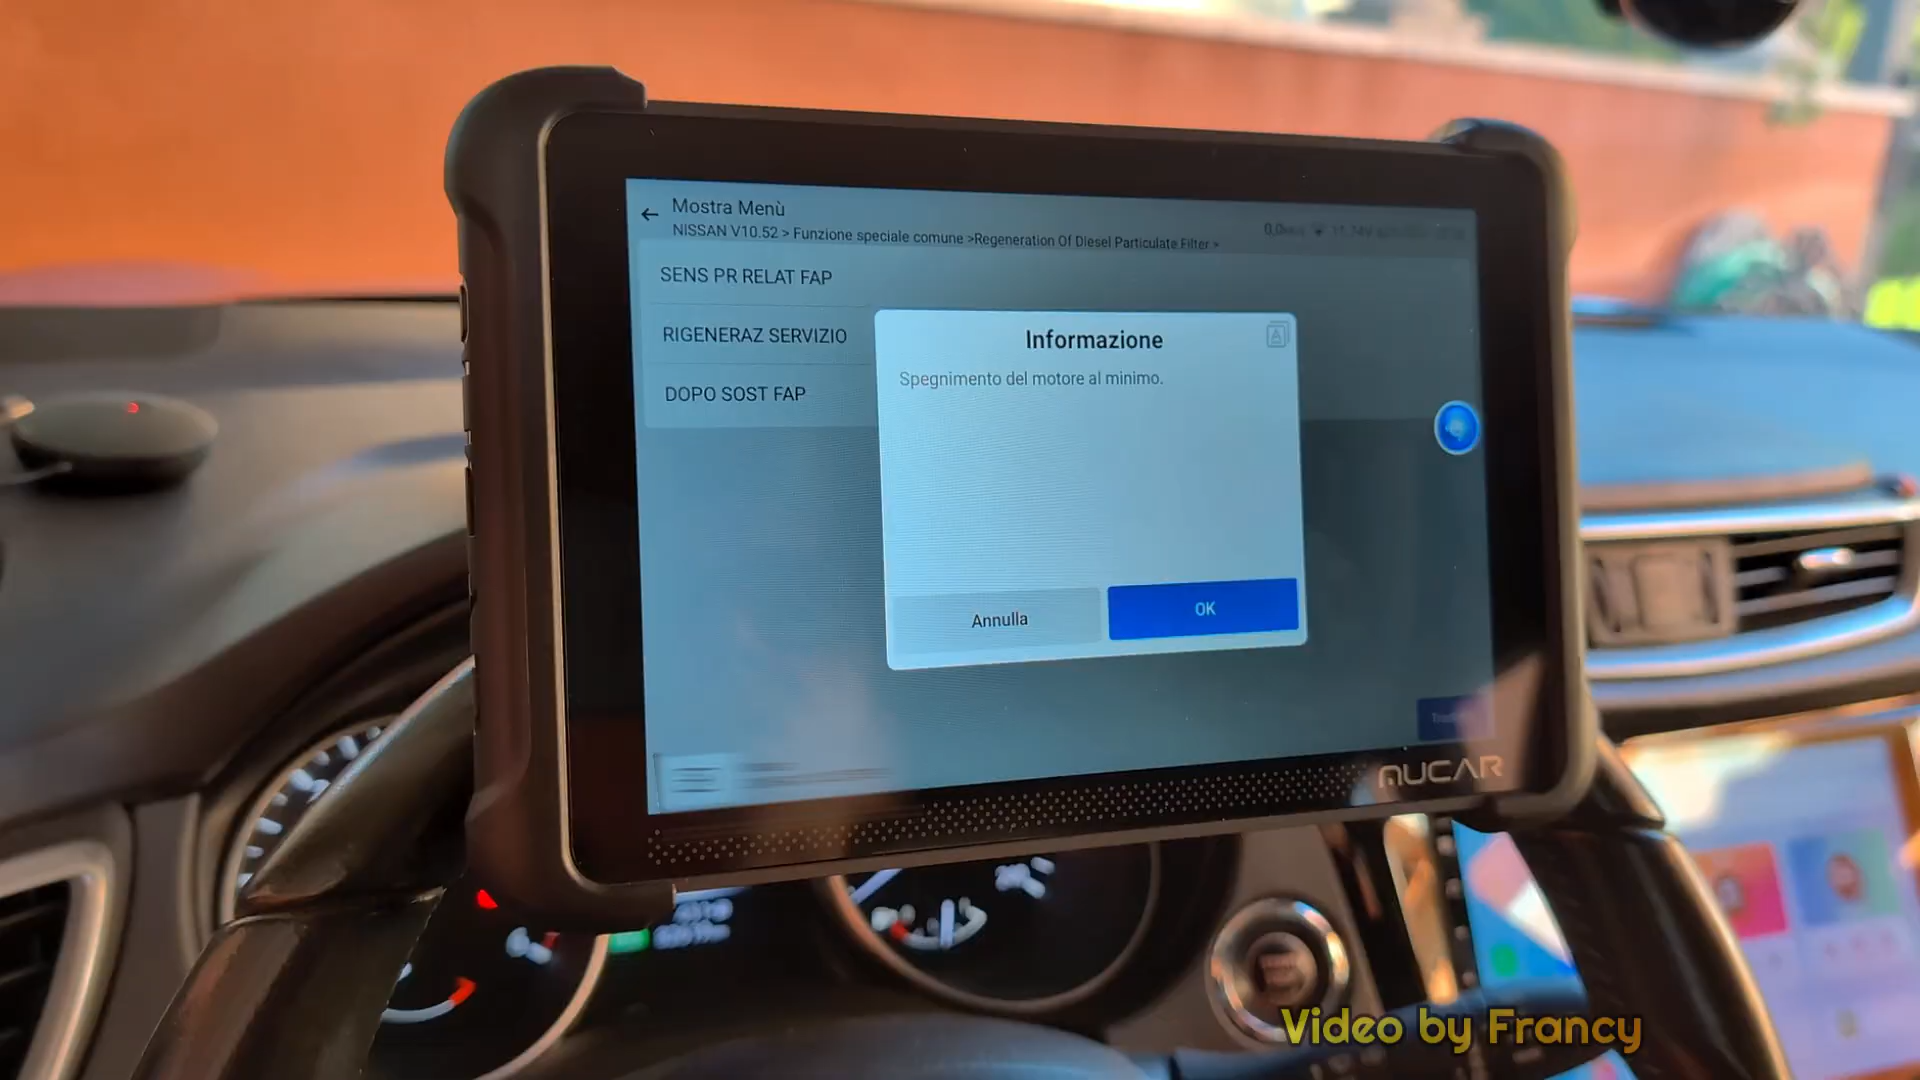 Mostra Menù
NISSAN V10.52 > Funzione speciale comune >Regeneration Of Diesel Particulate Filter >
SENS PR RELAT FAP
RIGENERAZ SERVIZIO
DOPO SOST FAP
Informazione
Spegnimento del motore al minimo.
Annulla
OK
MUCAR
Video by Francy